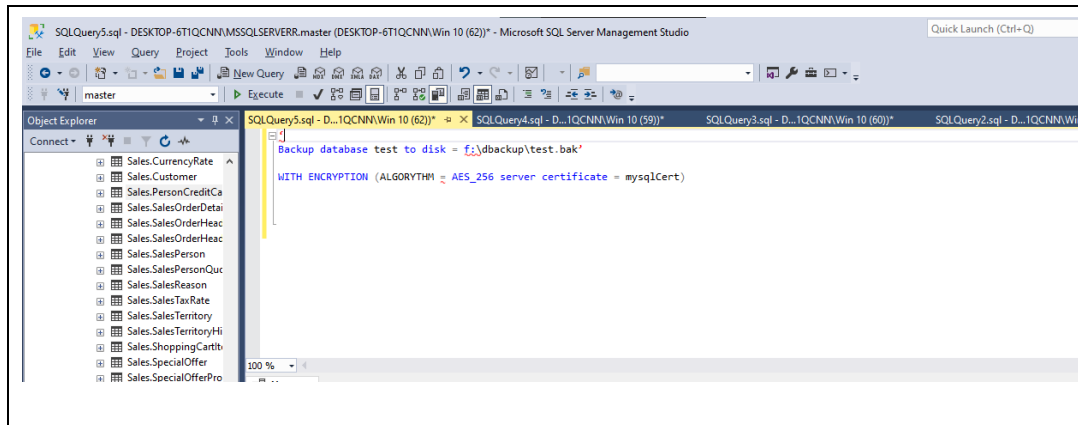 SQLQuery5.sql - DESKTOP-6T1QCNN\MSSQLSERVERR.master (DESKTOP-6T1QCNN\Win 10 (62))* - Microsoft SQL Server Management Studio
Quick Launch (Ctrl+Q)
File Edit View Query Project Tools Window Help
New Query
master
Execute
Object Explorer
SQLQuery5.sql - D...1QCNN\Win 10 (62))* SQLQuery4.sql - D...1QCNN\Win 10 (59))* SQLQuery3.sql - D...1QCNN\Win 10 (60))* SQLQuery2.sql - D...1QCNN\Wi
Connect
‘
Backup database test to disk = f:\dbackup\test.bak’
WITH ENCRYPTION (ALGORYTHM = AES_256 server certificate = mysqlCert)
Sales.CurrencyRate
Sales.Customer
Sales.PersonCreditCa
Sales.SalesOrderDetai
Sales.SalesOrderHeac
Sales.SalesOrderHeac
Sales.SalesPerson
Sales.SalesPersonQuc
Sales.SalesReason
Sales.SalesTaxRate
Sales.SalesTerritory
Sales.SalesTerritoryHi
Sales.ShoppingCartIt
Sales.SpecialOffer
Sales.SpecialOfferPro
100 %